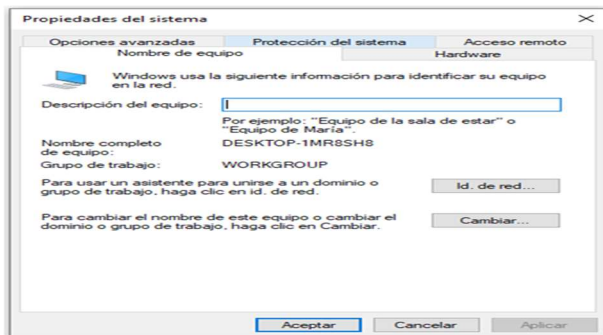 Propiedades del sistema
Opciones avanzadas Protección del sistema Acceso remoto
Nombre de equipo Hardware
Windows usa la siguiente información para identificar su equipo
en la red.
Descripción del equipo:
Por ejemplo: "Equipo de la sala de estar" o
"Equipo de María".
Nombre completo DESKTOP-1MR8SH8
de equipo:
Grupo de trabajo: WORKGROUP
Para usar un asistente para unirse a un dominio o
grupo de trabajo, haga clic en id. de red.
Id. de red...
Para cambiar el nombre de este equipo o cambiar el
dominio o grupo de trabajo, haga clic en Cambiar.
Cambiar...
Aceptar Cancelar Aplicar